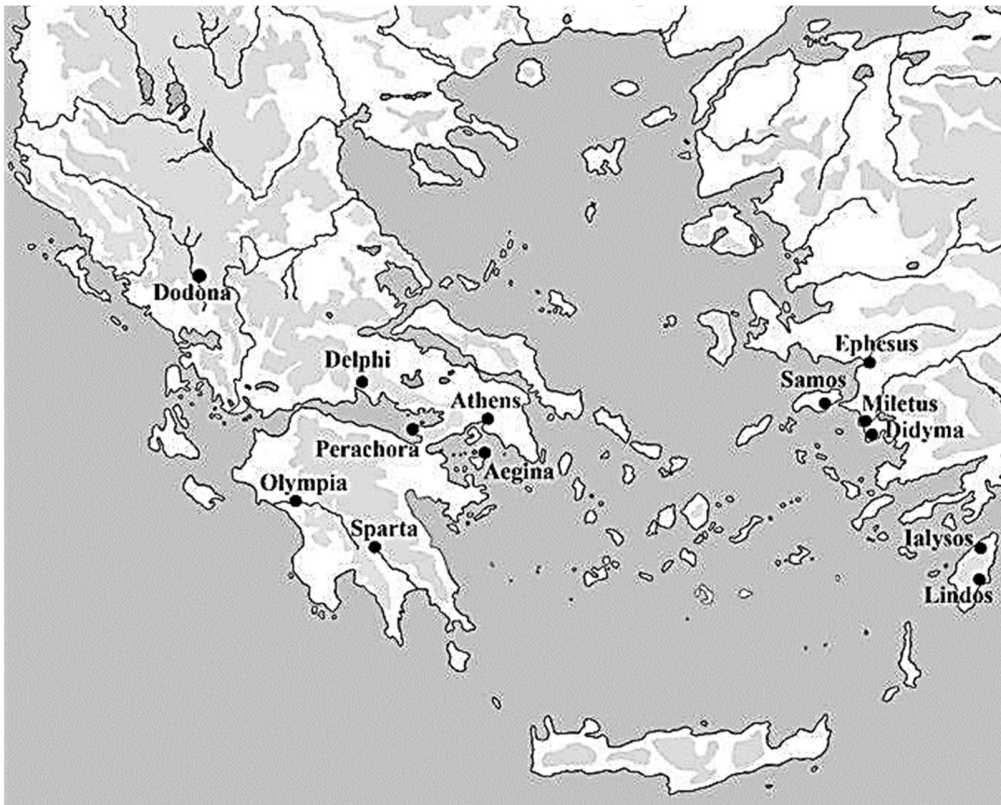 Dodona
Delphi
Ephesus
Samos
Athens
Miletus
Didyma
Perachora
Aegina
Olympia
Sparta
Ialysos
Lindos